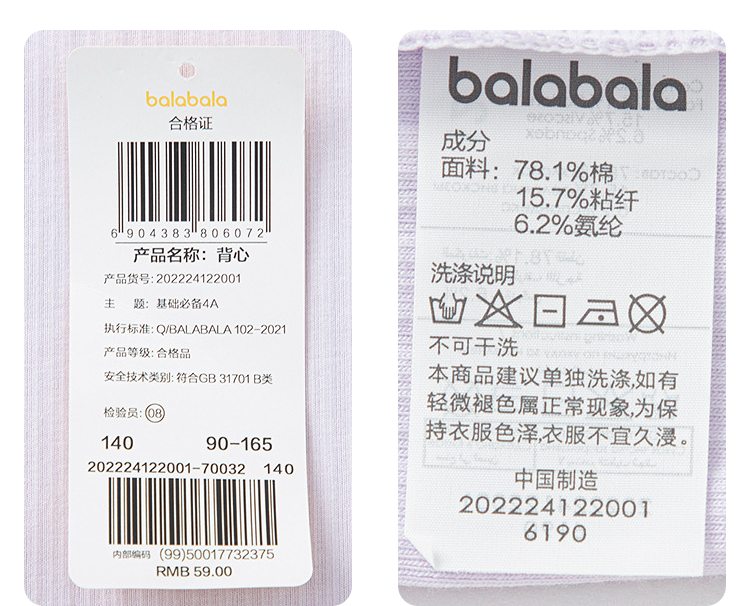 balabala
合格证
6 904383 806072
产品名称：背心
产品货号: 202224122001
主 题: 基础必备4A
执行标准: Q/BALABALA 102-2021
产品等级: 合格品
安全技术类别: 符合GB 31701 B类
检验员: 08
140 90-165
202224122001-70032 140
内部编码 (99)50017732375
RMB 59.00
balabala
成分
面料：78.1%棉
15.7%粘纤
6.2%氨纶
洗涤说明
不可干洗
本商品建议单独洗涤,如有
轻微褪色属正常现象,为保
持衣服色泽,衣服不宜久浸。
中国制造
202224122001
6190